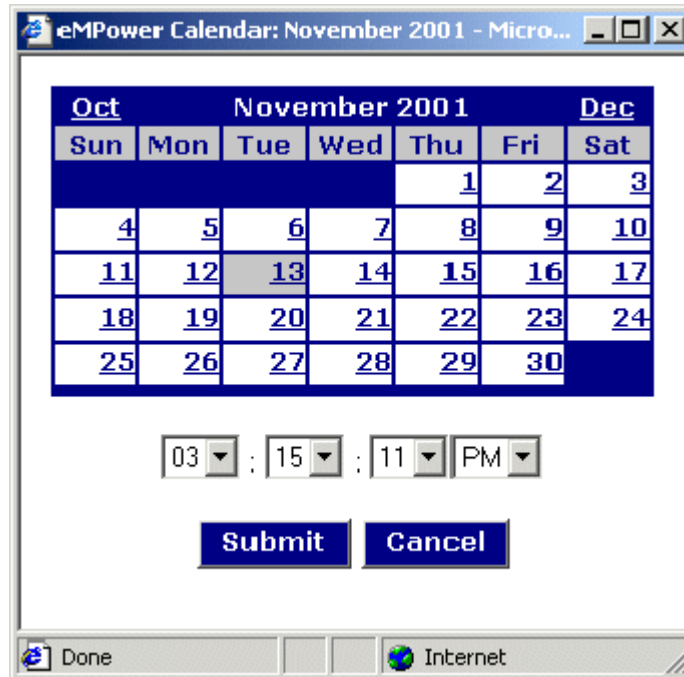 eMPower Calendar: November 2001 - Micro...
Oct November 2001 Dec
Sun Mon Tue Wed Thu Fri Sat
1 2 3
4 5 6 7 8 9 10
11 12 13 14 15 16 17
18 19 20 21 22 23 24
25 26 27 28 29 30
03 ; 15 ; 11 PM
Submit Cancel
Done Internet